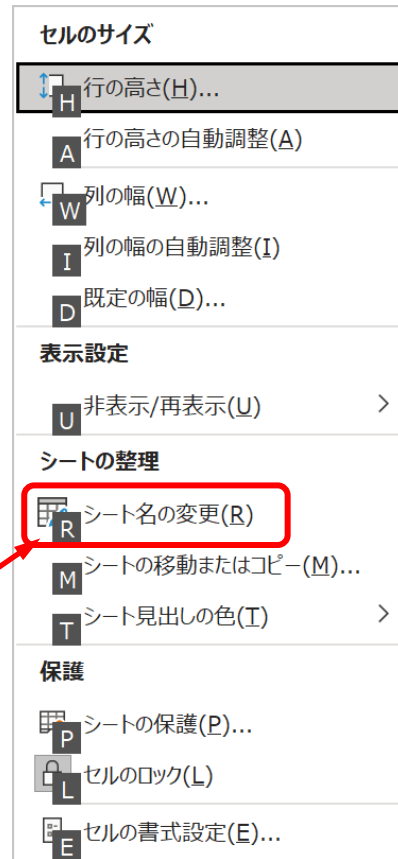 セルのサイズ
H 行の高さ(H)...
A 行の高さの自動調整(A)
W 列の幅(W)...
I 列の幅の自動調整(I)
D 既定の幅(D)...
表示設定
U 非表示/再表示(U) >
シートの整理
R シート名の変更(R)
M シートの移動またはコピー(M)...
T シート見出しの色(T) >
保護
P シートの保護(P)...
L セルのロック(L)
E セルの書式設定(E)...